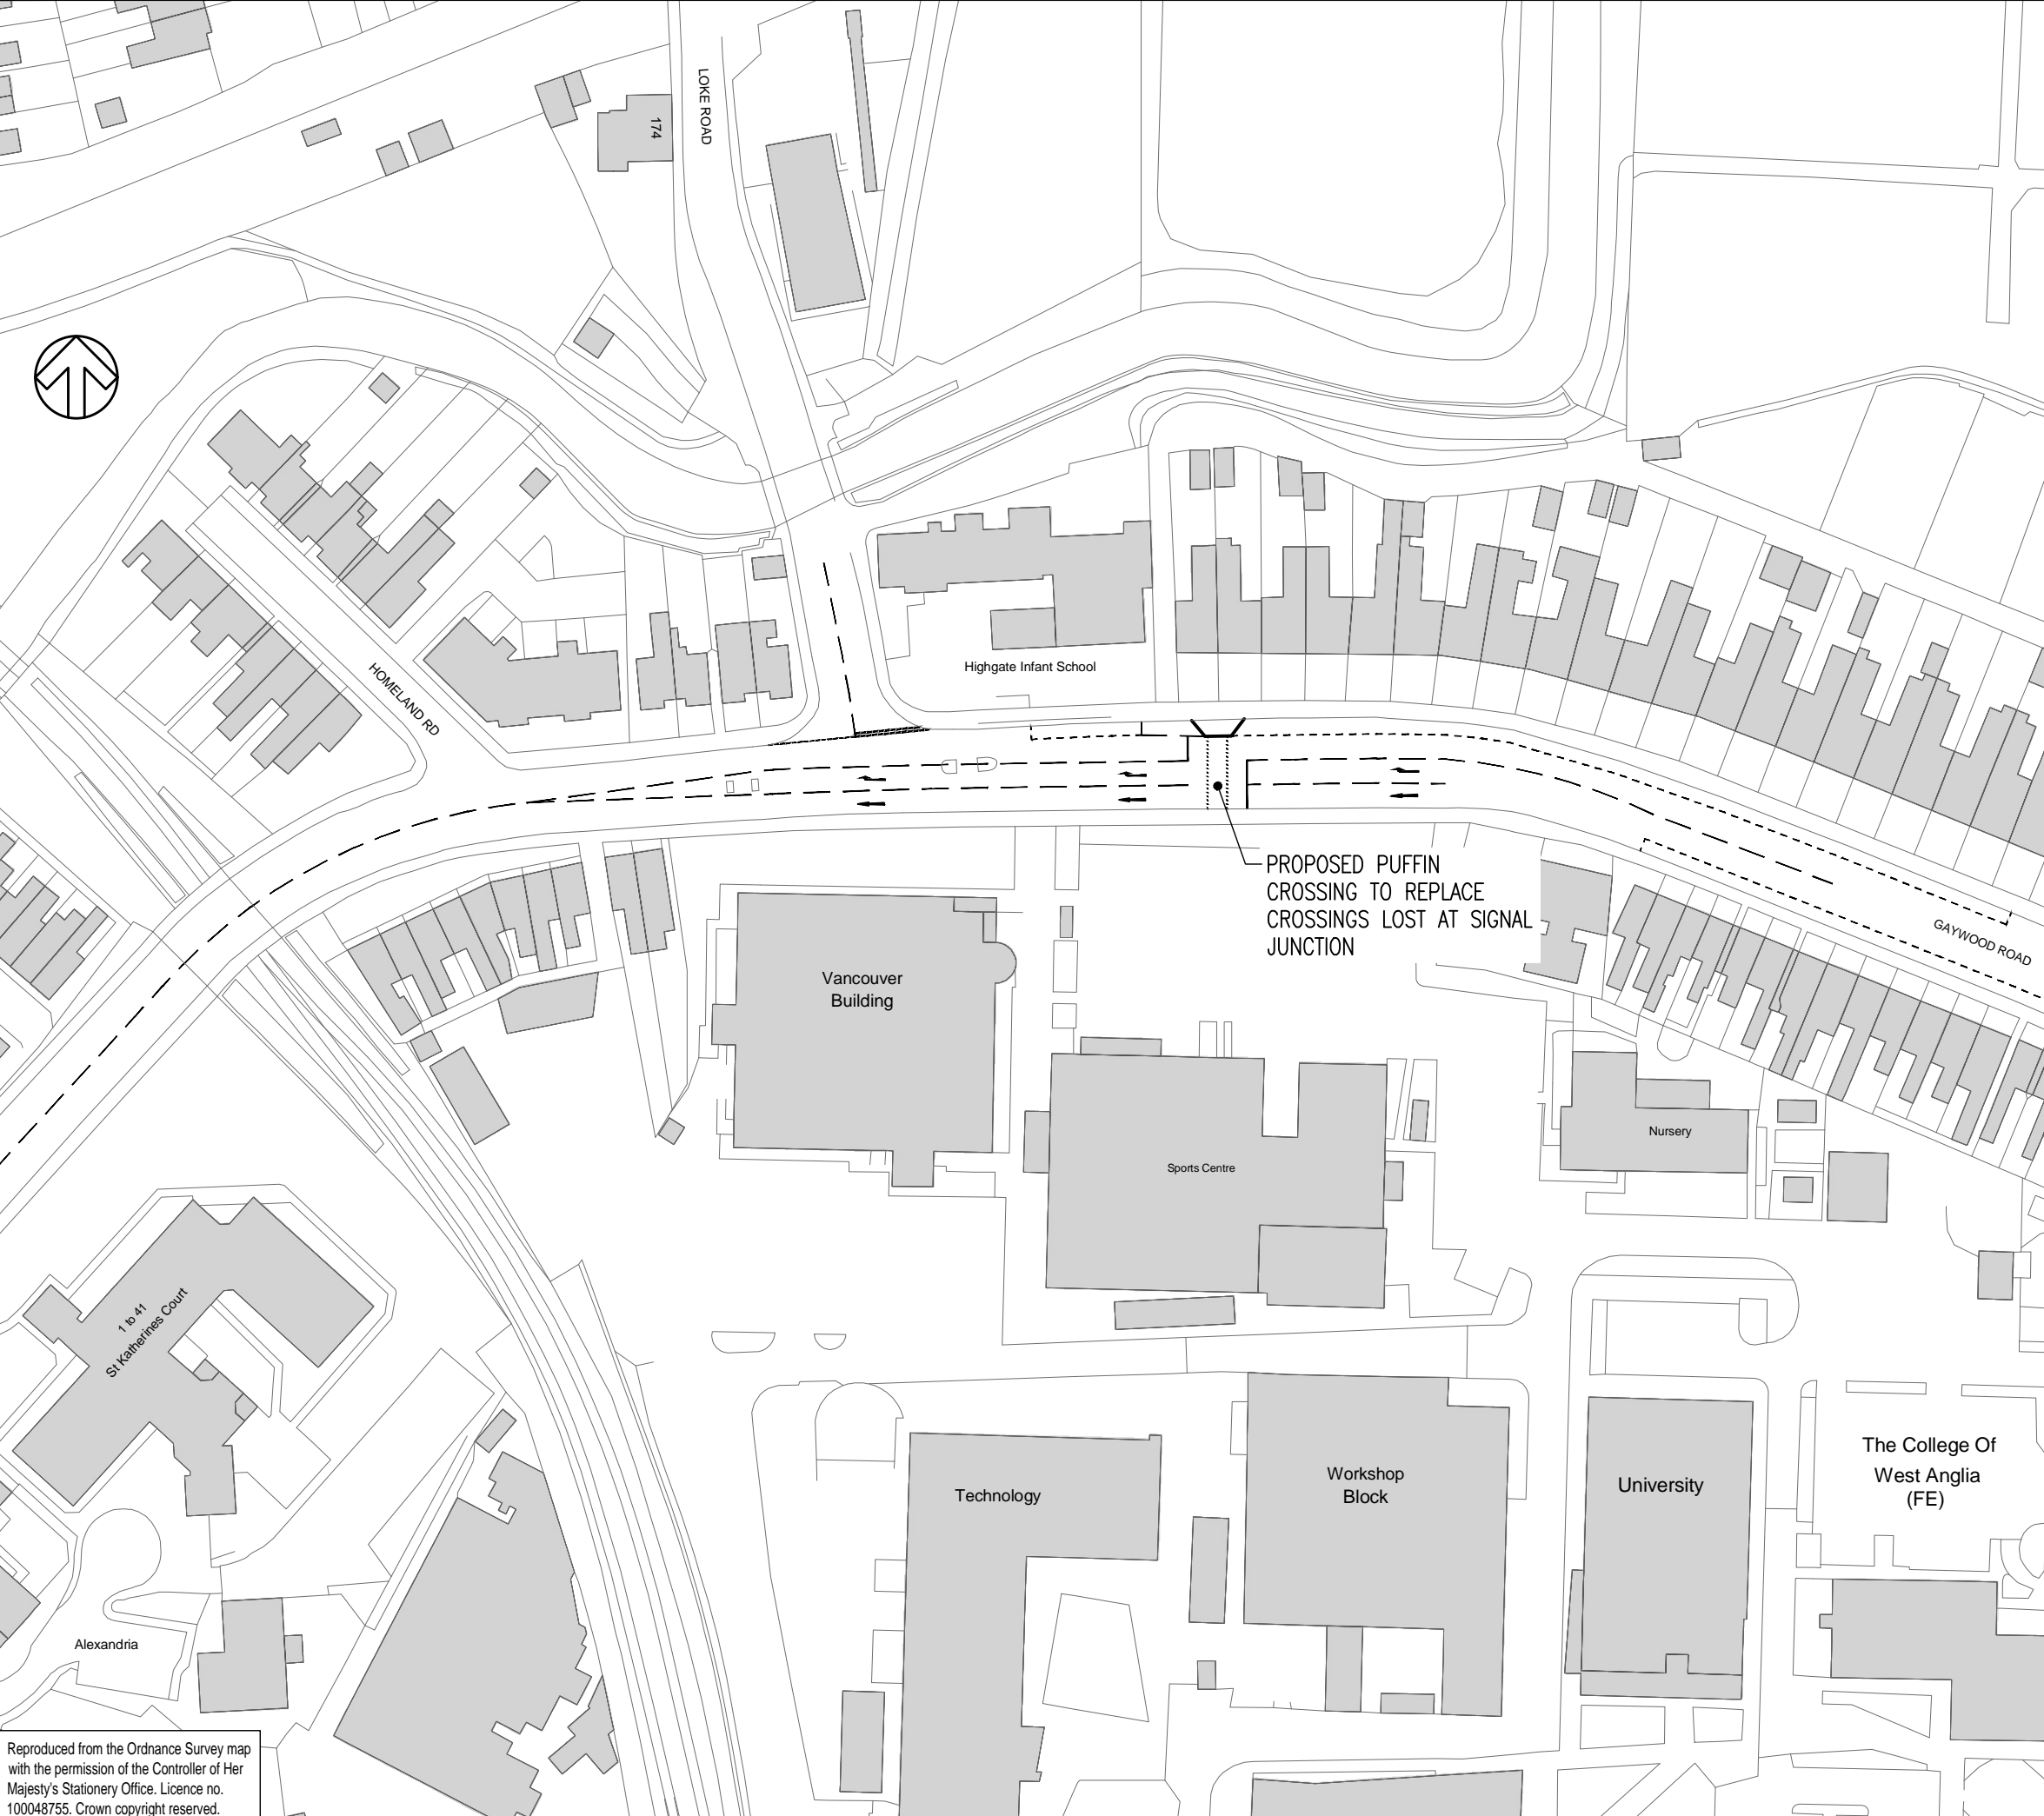 LOKE ROAD
174
HOMELAND RD
Highgate Infant School
PROPOSED PUFFIN
CROSSING TO REPLACE
CROSSINGS LOST AT SIGNAL
JUNCTION
GAYWOOD ROAD
Vancouver
Building
Sports Centre
Nursery
1 to 41
St Katherines Court
Technology
Workshop
Block
University
The College Of
West Anglia
(FE)
Alexandria
Reproduced from the Ordnance Survey map
with the permission of the Controller of Her
Majesty's Stationery Office. Licence no.
100048755. Crown copyright reserved.